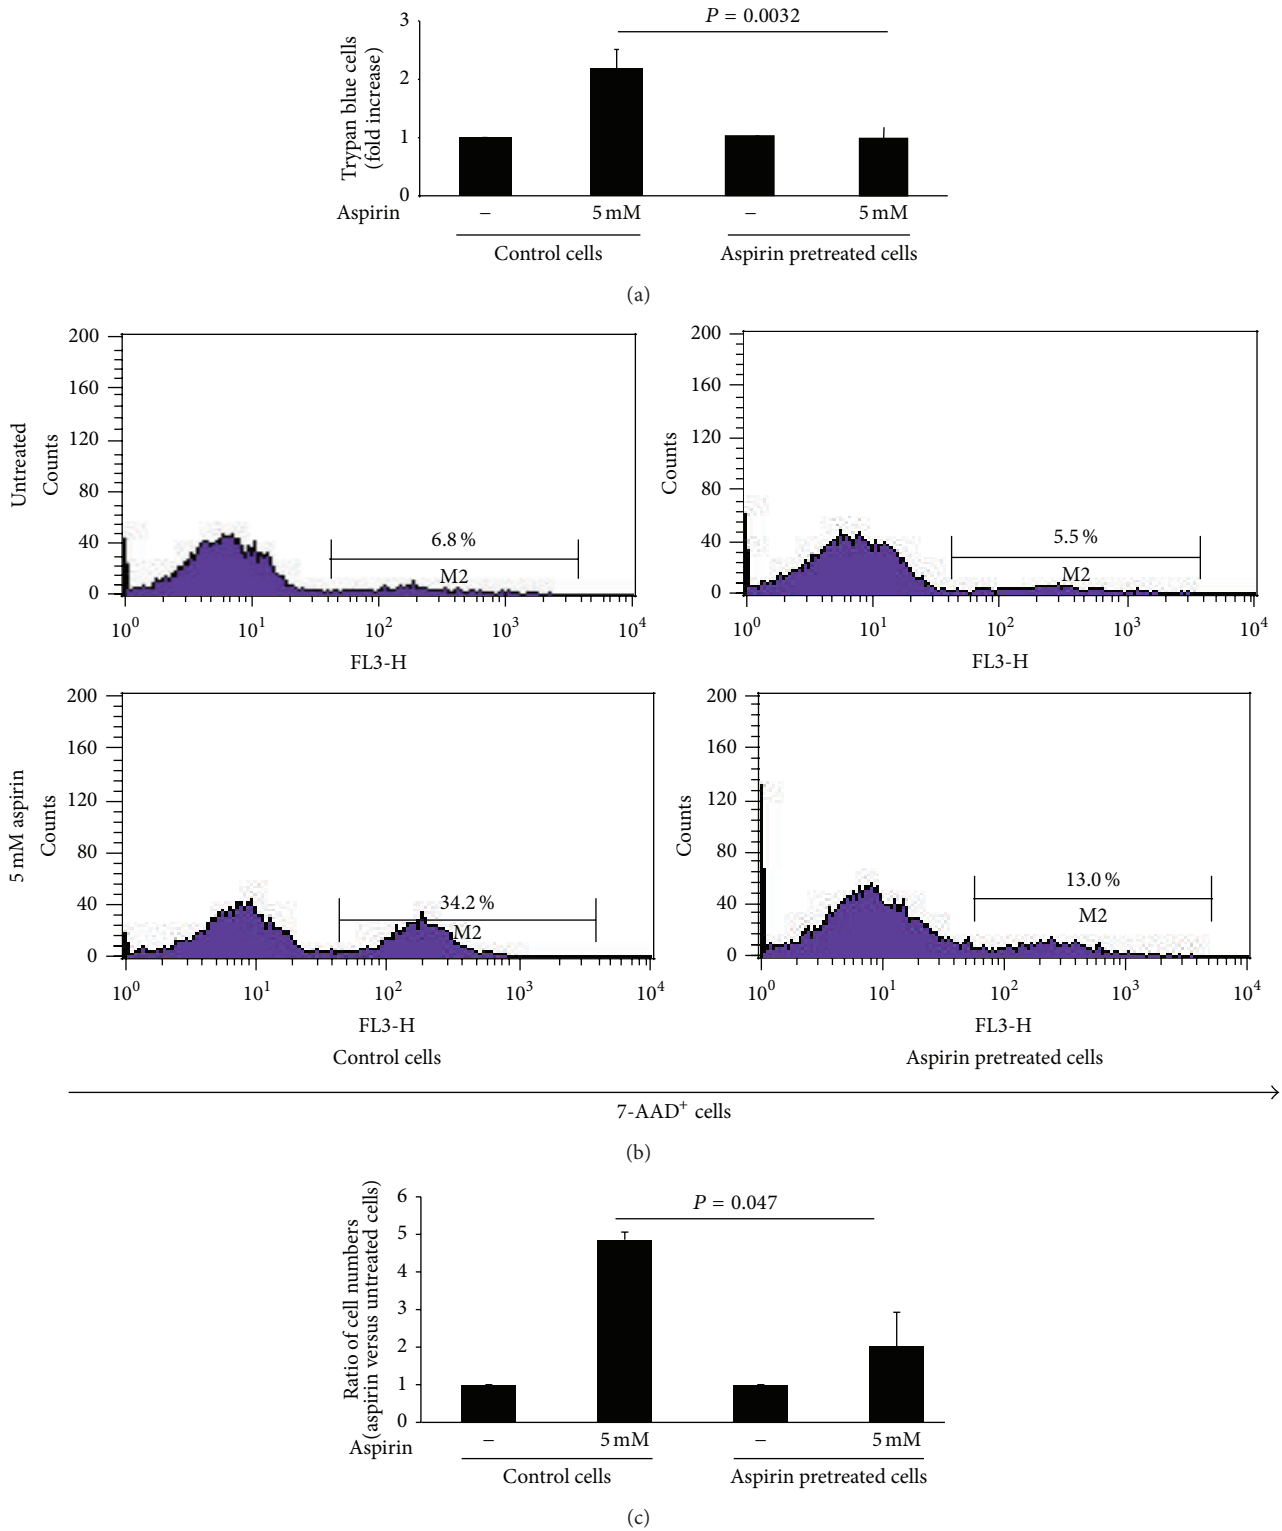 P = 0.0032
Trypan blue cells
(fold increase)
3
2
1
0
Aspirin – 5 mM – 5 mM
Control cells Aspirin pretreated cells
(a)
Untreated
Counts
200
160
120
80
40
0
6.8 %
M2
10⁰ 10¹ 10² 10³ 10⁴
FL3-H
Counts
200
160
120
80
40
0
5.5 %
M2
10⁰ 10¹ 10² 10³ 10⁴
FL3-H
5 mM aspirin
Counts
200
160
120
80
40
0
34.2 %
M2
10⁰ 10¹ 10² 10³ 10⁴
FL3-H
Control cells
Counts
200
160
120
80
40
0
13.0 %
M2
10⁰ 10¹ 10² 10³ 10⁴
FL3-H
Aspirin pretreated cells
7-AAD⁺ cells
(b)
P = 0.047
Ratio of cell numbers
(aspirin versus untreated cells)
6
5
4
3
2
1
0
Aspirin – 5 mM – 5 mM
Control cells Aspirin pretreated cells
(c)